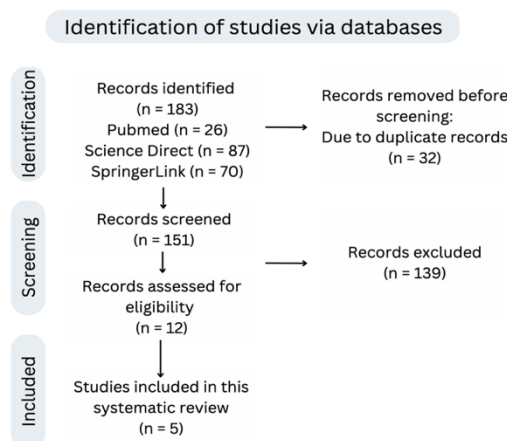 Identification of studies via databases
Identification
Records identified
(n = 183)
Pubmed (n = 26)
Science Direct (n = 87)
SpringerLink (n = 70)
Records removed before
screening:
Due to duplicate records
(n = 32)
Screening
Records screened
(n = 151)
Records excluded
(n = 139)
Records assessed for
eligibility
(n = 12)
Included
Studies included in this
systematic review
(n = 5)